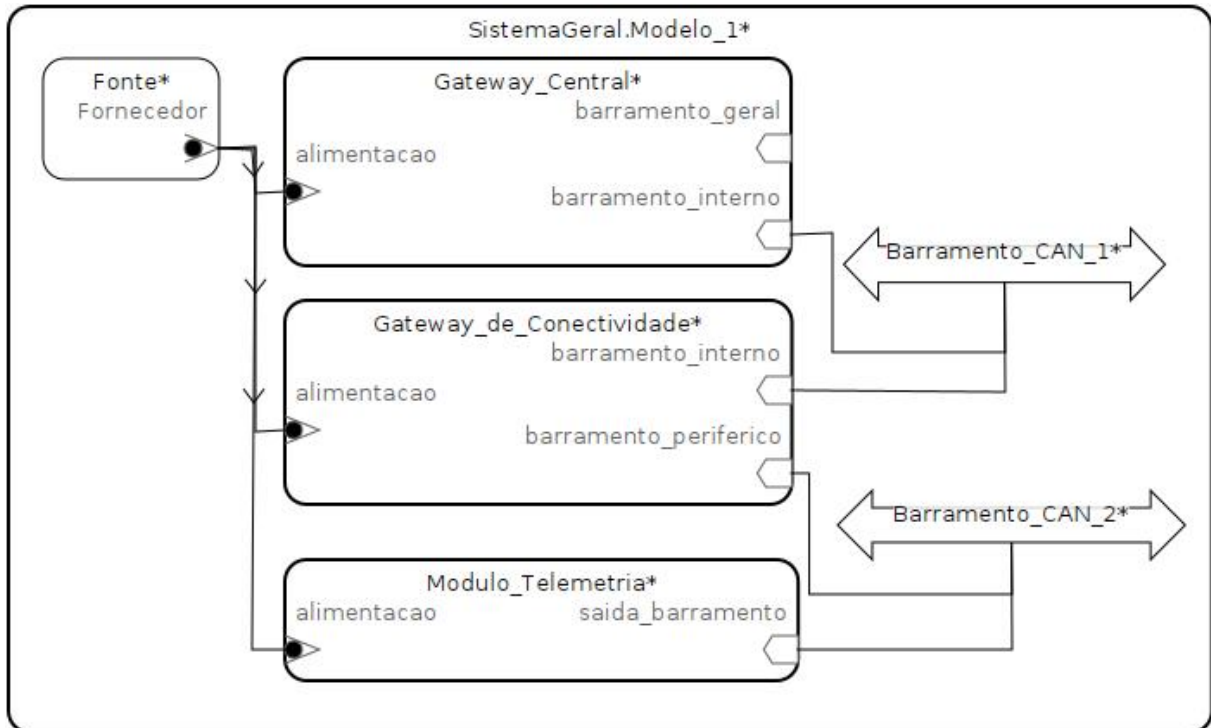 SistemaGeral.Modelo_1*
Fonte*
Fornecedor
Gateway_Central*
barramento_geral
alimentacao
barramento_interno
Barramento_CAN_1*
Gateway_de_Conectividade*
barramento_interno
alimentacao
barramento_periferico
Barramento_CAN_2*
Modulo_Telemetria*
alimentacao
saida_barramento